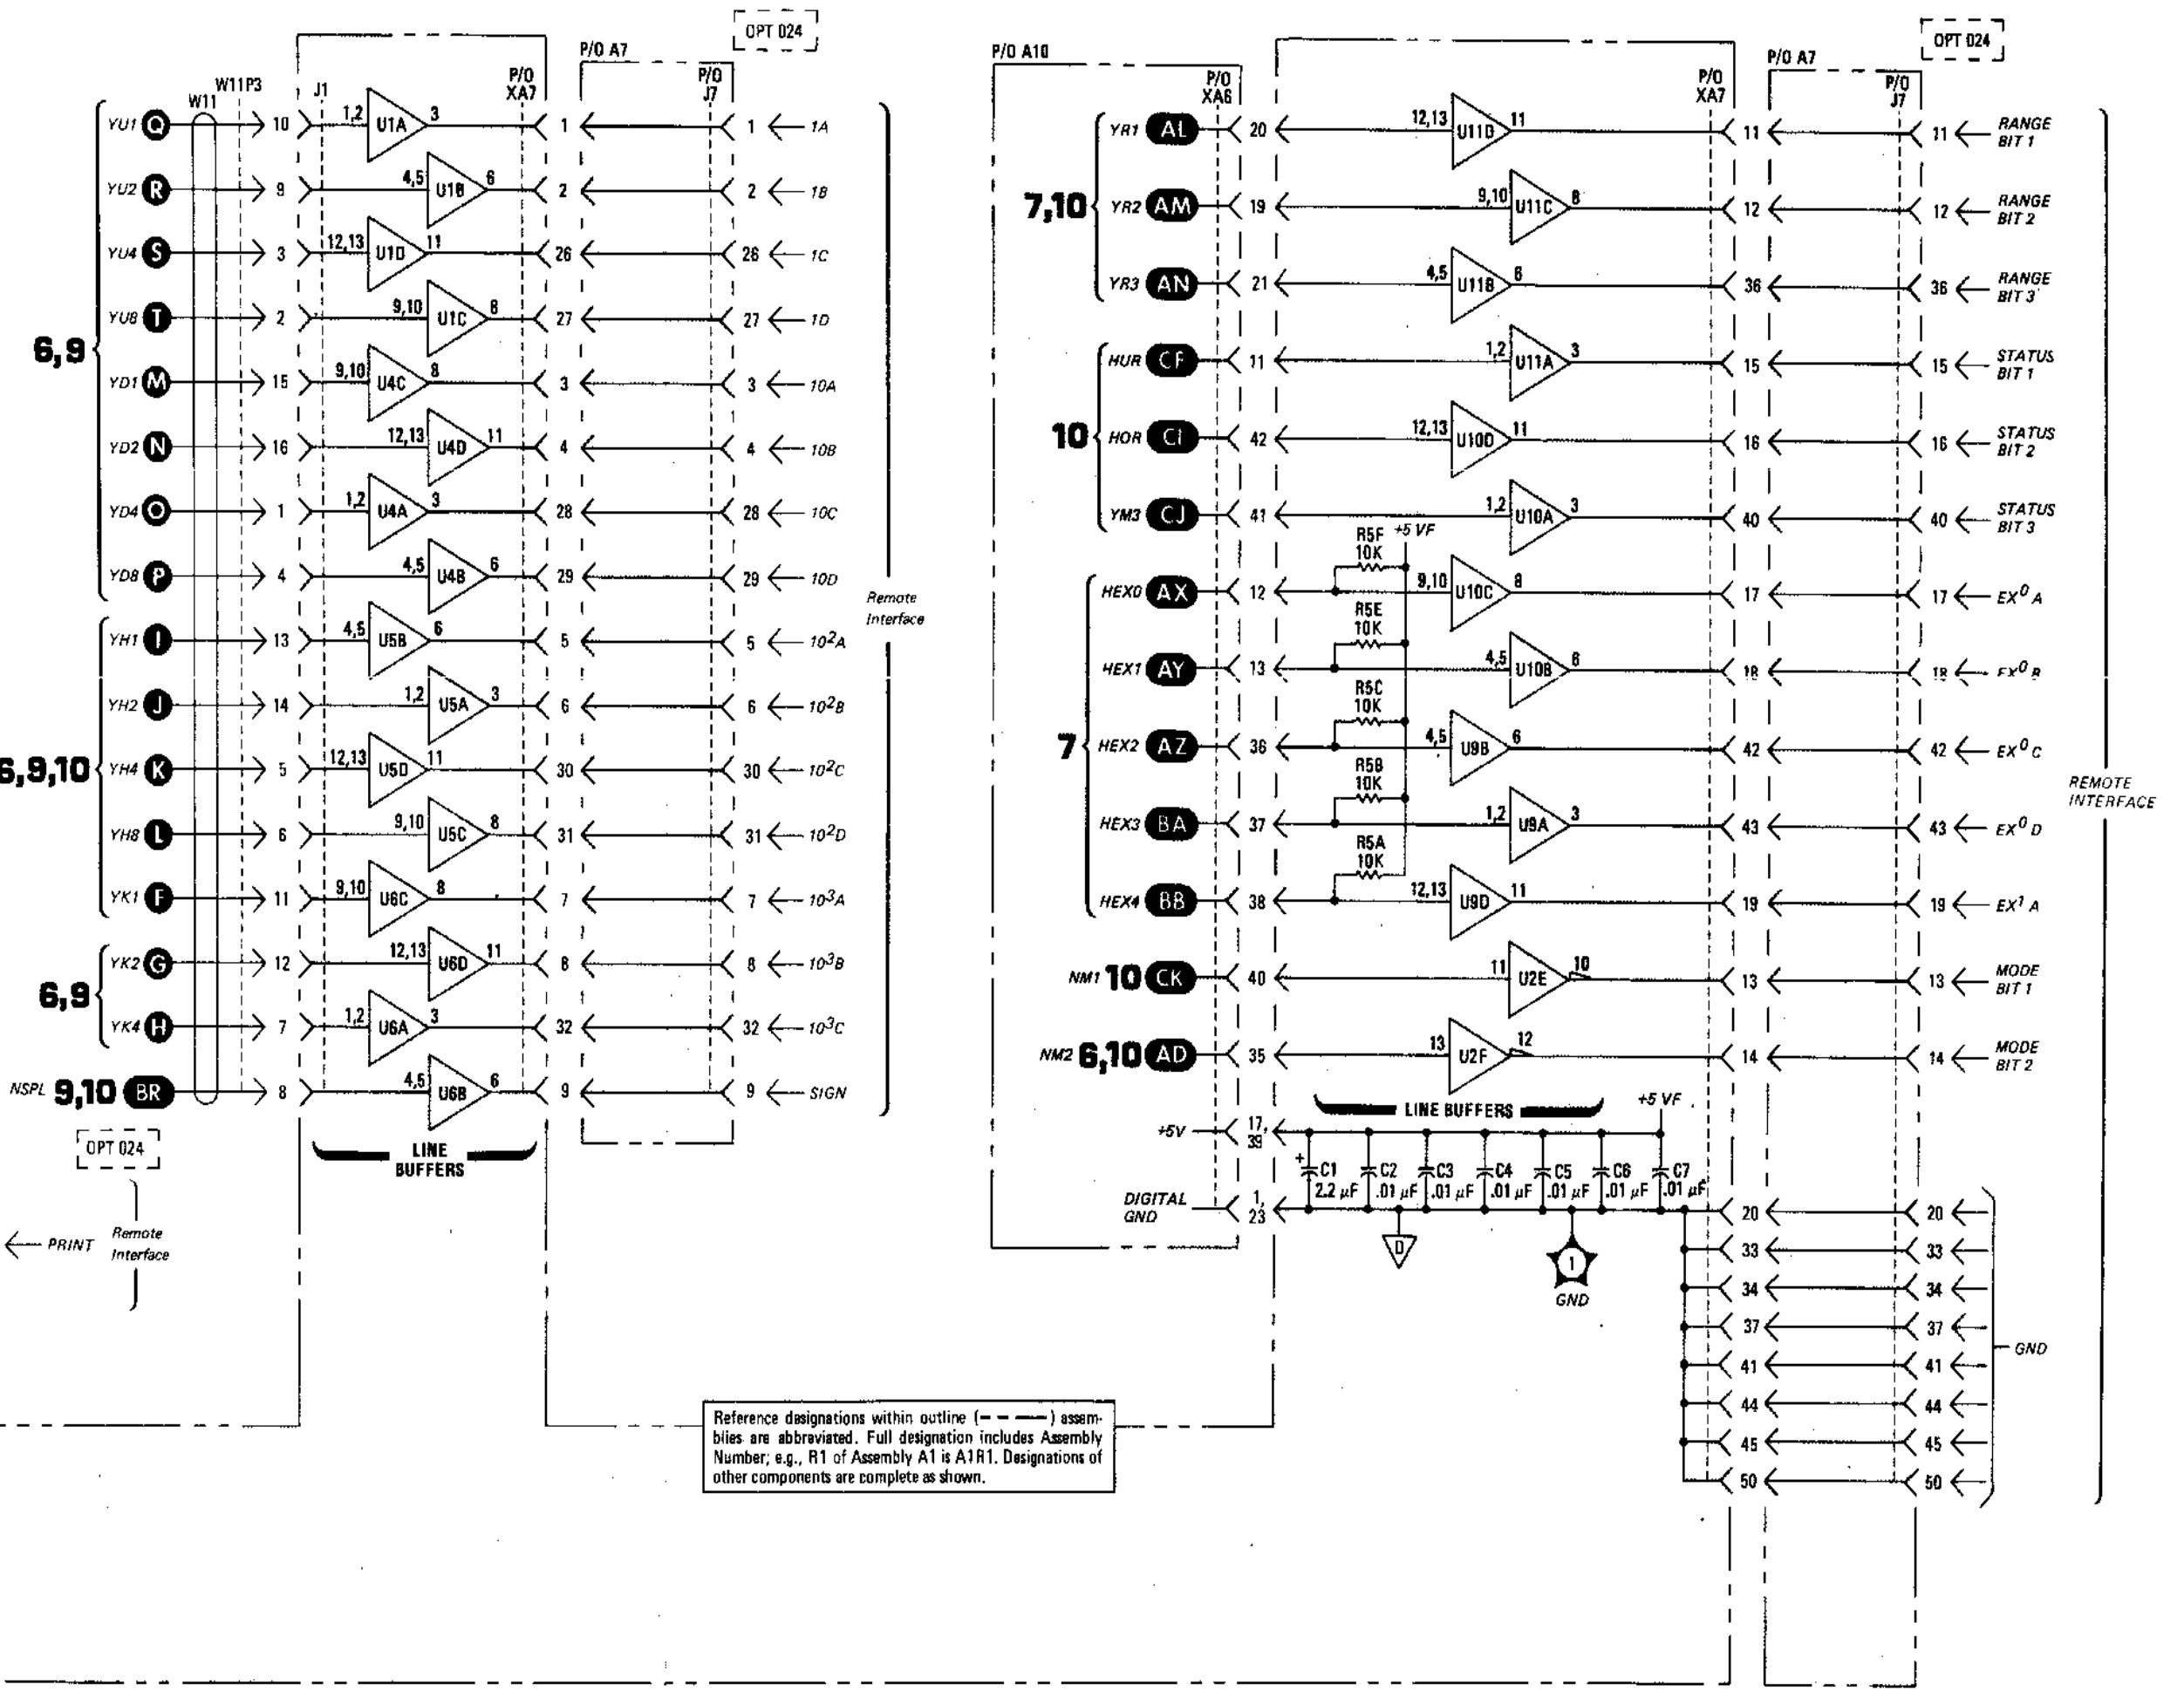 OPT 024
P/O A7
W11P3
W11
J1
P/O
XA7
P/O
J7
YU1 Q 10 1,2 U1A 3 1 1 1A
YU2 R 9 4,5 U1B 6 2 2 1B
YU4 S 3 12,13 U1D 11 26 26 1C
YU8 T 2 9,10 U1C 8 27 27 1D
6,9
YD1 M 15 9,10 U4C 8 3 3 10A
YD2 N 16 12,13 U4D 11 4 4 10B
YD4 O 1 1,2 U4A 3 28 28 10C
YD8 P 4 4,5 U4B 6 29 29 10D
Remote
Interface
YH1 I 13 4,5 U5B 6 5 5 10²A
YH2 J 14 1,2 U5A 3 6 6 10²B
6,9,10
YH4 K 5 12,13 U5D 11 30 30 10²C
YH8 L 6 9,10 U5C 8 31 31 10²D
YK1 F 11 9,10 U6C 8 7 7 10³A
6,9
YK2 G 12 12,13 U6D 11 8 8 10³B
YK4 H 7 1,2 U6A 3 32 32 10³C
NSPL 9,10 BR 8 4,5 U6B 6 9 9 SIGN
OPT 024
LINE
BUFFERS
PRINT
Remote
Interface
OPT 024
P/O A10
P/O A7
P/O
XA6
P/O
XA7
P/O
J7
7,10
YR1 AL 20 12,13 U11D 11 11 11 RANGE
BIT 1
YR2 AM 19 9,10 U11C 8 12 12 RANGE
BIT 2
YR3 AN 21 4,5 U11B 6 36 36 RANGE
BIT 3
10
HUR CF 11 1,2 U11A 3 15 15 STATUS
BIT 1
HOR CI 42 12,13 U10D 11 16 16 STATUS
BIT 2
YM3 CJ 41 1,2 U10A 3 40 40 STATUS
BIT 3
+5 VF
R5F
10K
7
HEX0 AX 12 9,10 U10C 8 17 17 EX⁰ A
R5E
10K
HEX1 AY 13 4,5 U10B 6 18 18 EX⁰ B
R5C
10K
HEX2 AZ 36 4,5 U9B 6 42 42 EX⁰ C
R5B
10K
HEX3 BA 37 1,2 U9A 3 43 43 EX⁰ D
REMOTE
INTERFACE
R5A
10K
HEX4 BB 38 12,13 U9D 11 19 19 EX¹ A
NM1 10 CK 40 11 U2E 10 13 13 MODE
BIT 1
NM2 6,10 AD 35 13 U2F 12 14 14 MODE
BIT 2
LINE BUFFERS
+5 VF
+5V 17,
39
C1 2.2 µF
C2 .01 µF
C3 .01 µF
C4 .01 µF
C5 .01 µF
C6 .01 µF
C7 .01 µF
DIGITAL
GND
1,
23
D
1
GND
20 20
33 33
34 34
37 37
41 41
44 44
45 45
50 50
GND
Reference designations within outline (– – —) assem-
blies are abbreviated. Full designation includes Assembly
Number; e.g., R1 of Assembly A1 is A1R1. Designations of
other components are complete as shown.